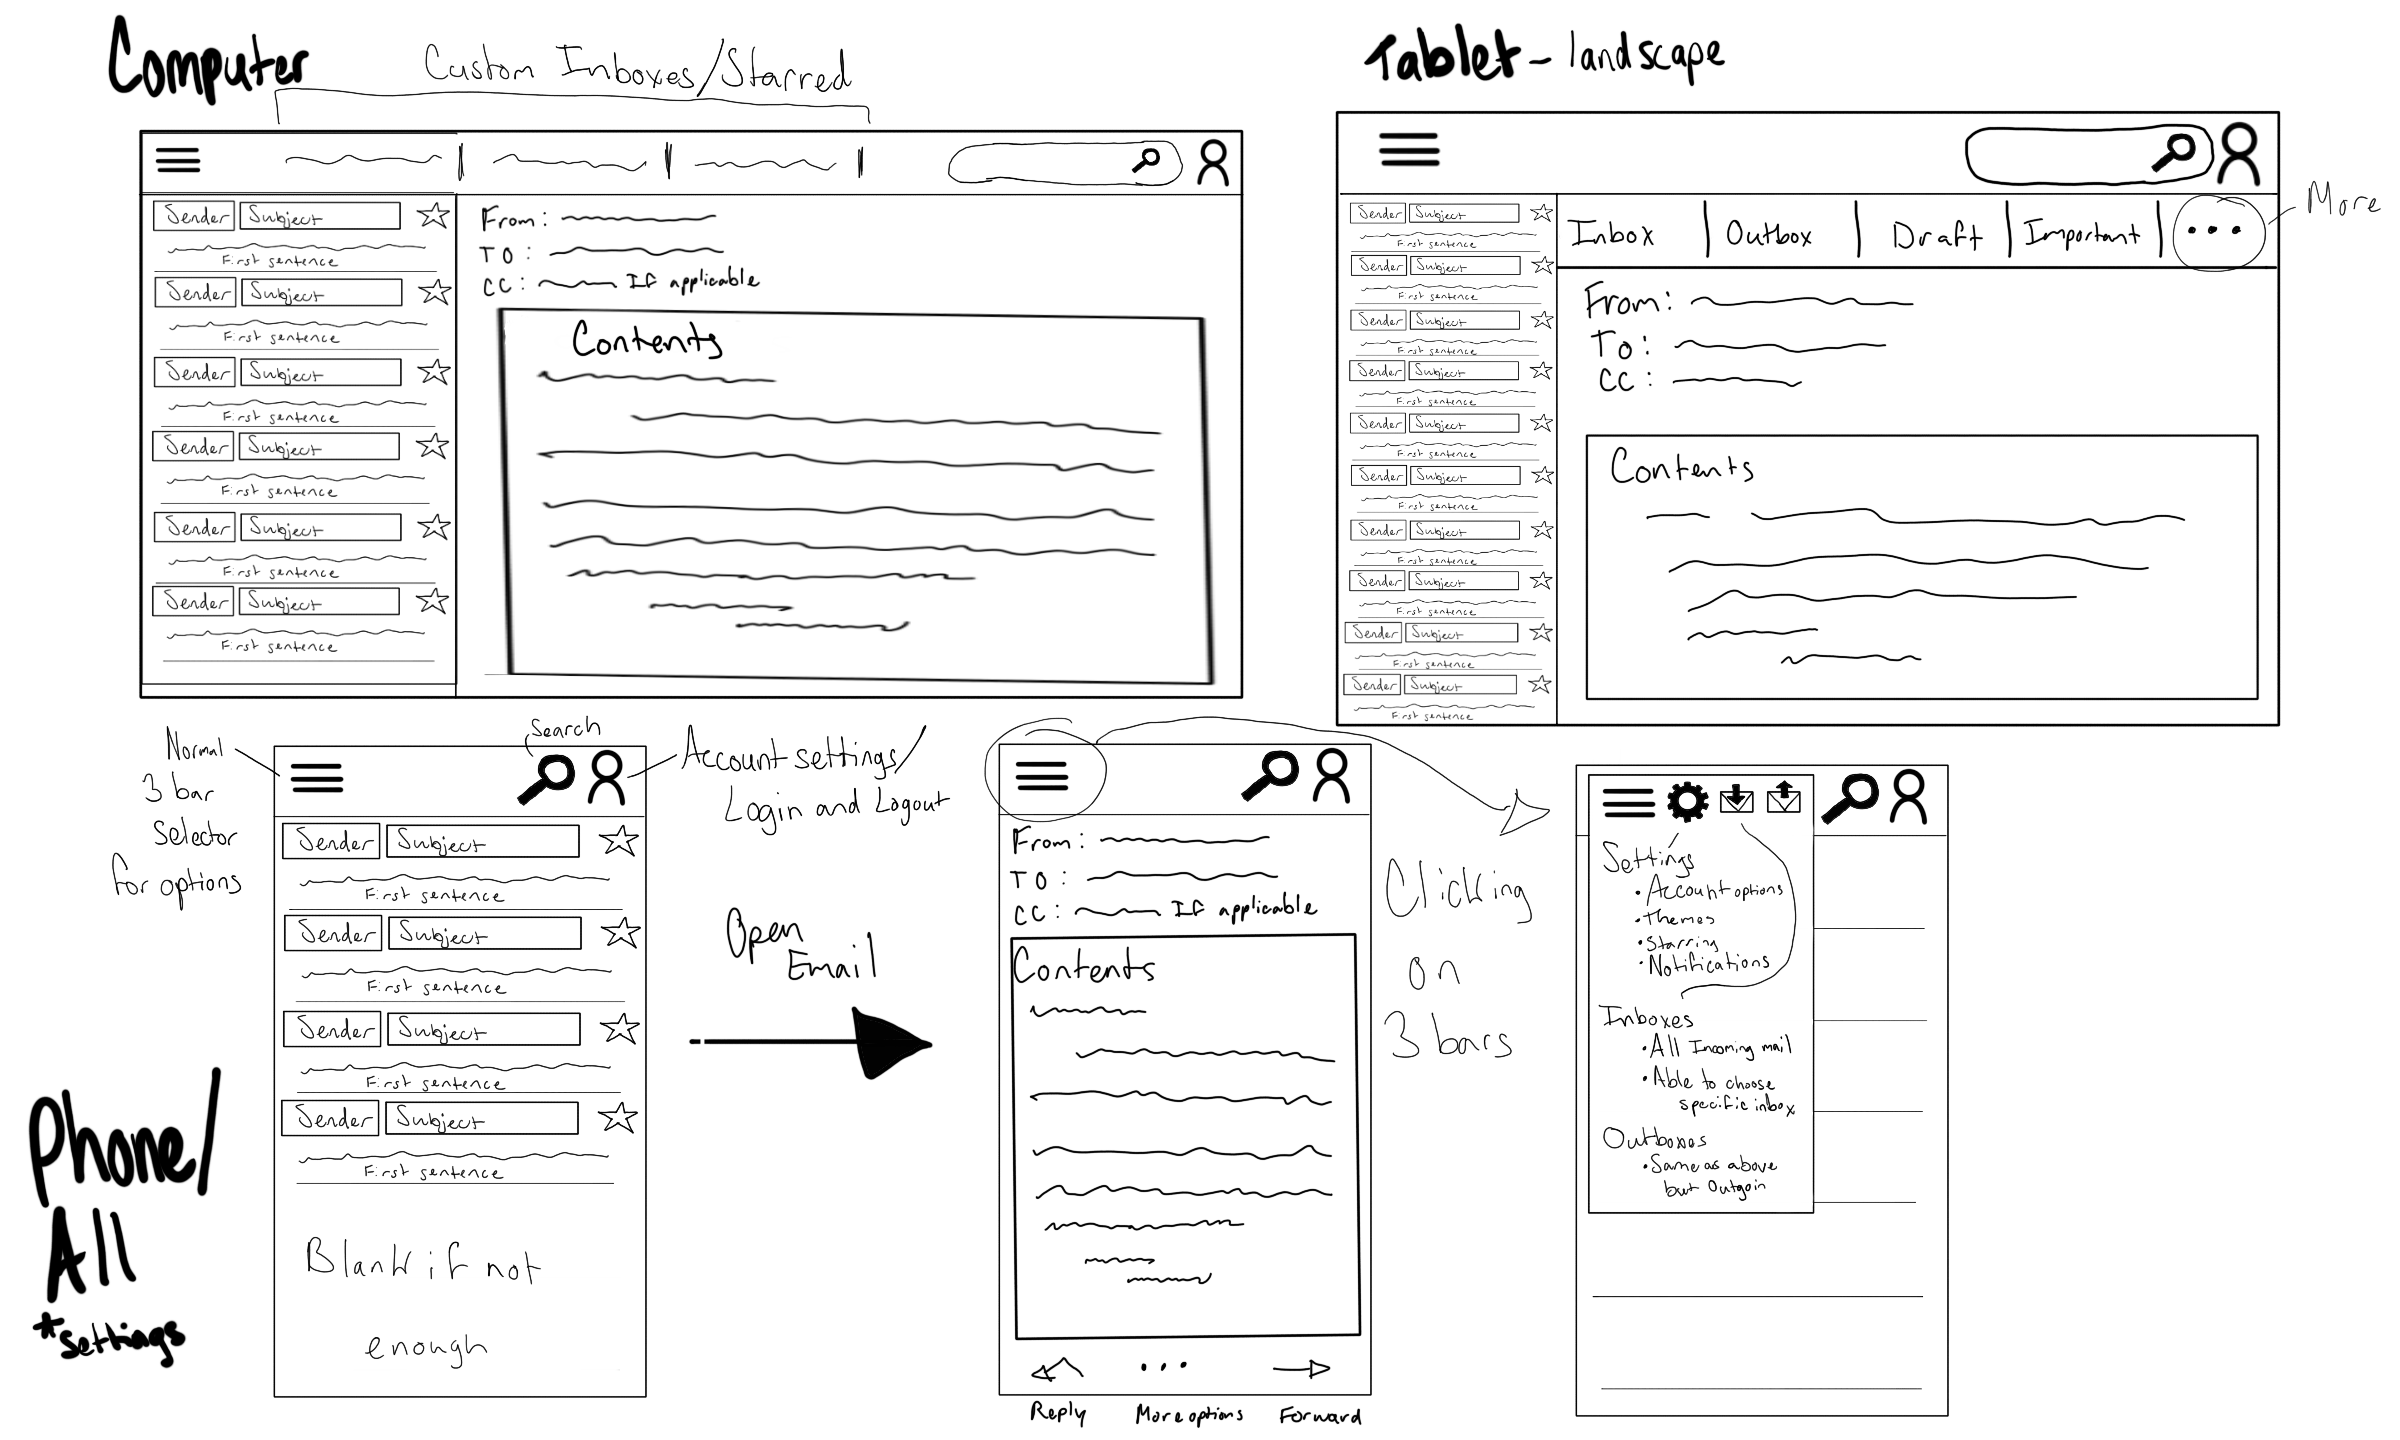 Computer
Custom Inboxes/Starred
Sender Subject
First sentence
Sender Subject
First sentence
Sender Subject
First sentence
Sender Subject
First sentence
Sender Subject
First sentence
Sender Subject
First sentence
From:
TO:
CC: If applicable
Contents
Tablet - landscape
More
Inbox Outbox Draft Important ...
Sender Subject
First sentence
Sender Subject
First sentence
Sender Subject
First sentence
Sender Subject
First sentence
Sender Subject
First sentence
Sender Subject
First sentence
Sender Subject
First sentence
Sender Subject
First sentence
Sender Subject
First sentence
Sender Subject
First sentence
From:
To:
CC:
Contents
Phone/
All
*settings
Normal
3 bar
selector
for options
Search
Account settings/
Login and Logout
Sender Subject
First sentence
Sender Subject
First sentence
Sender Subject
First sentence
Sender Subject
First sentence
Blank if not
enough
Open
Email
From:
TO:
CC: If applicable
Contents
...
Reply More options Forward
Clicking
on
3 bars
Settings
• Account options
• Themes
• Starring
• Notifications
Inboxes
• All Incoming mail
• Able to choose
specific inbox
Outboxes
• Same as above
but Outgoin